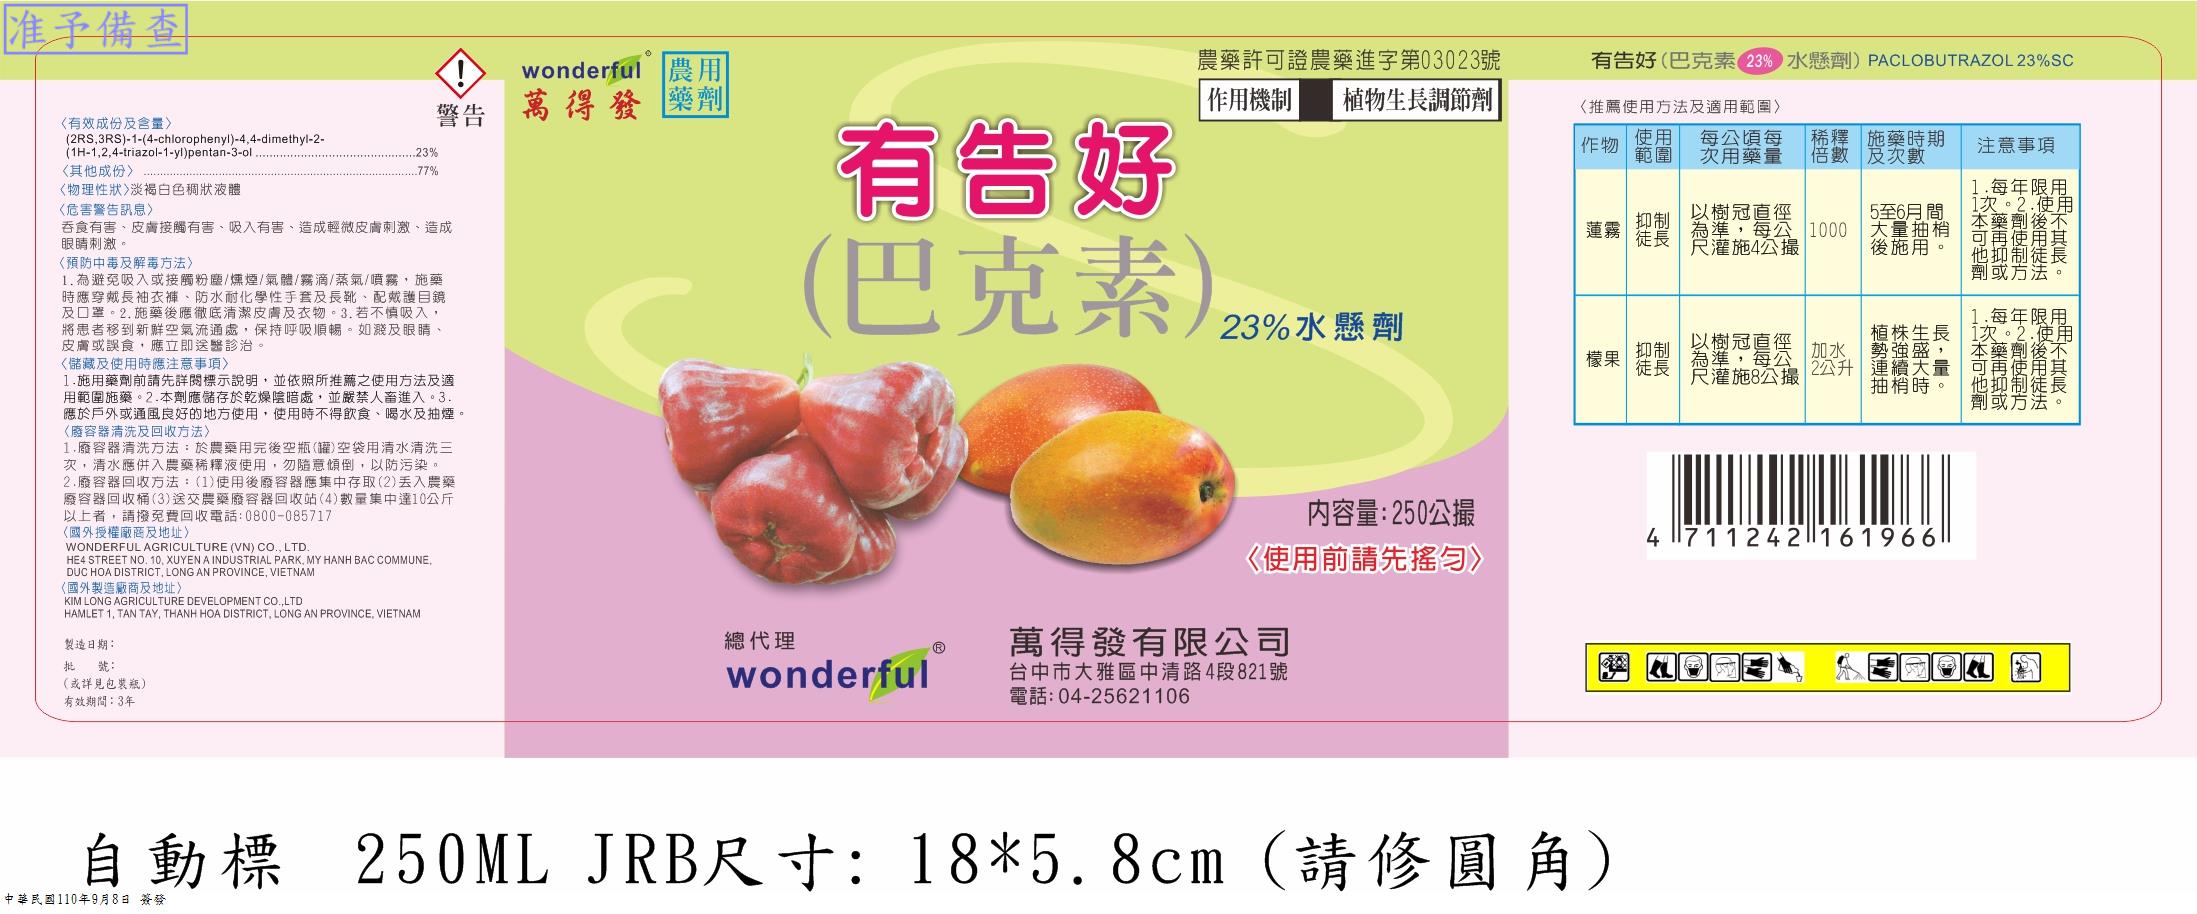 准予備查
警告
〈有效成份及含量〉
(2RS,3RS)-1-(4-chlorophenyl)-4,4-dimethyl-2-
(1H-1,2,4-triazol-1-yl)pentan-3-ol ..............................................23%
〈其他成份〉 ...............................................................................77%
〈物理性狀〉淡褐白色稠狀液體
〈危害警告訊息〉
吞食有害、皮膚接觸有害、吸入有害、造成輕微皮膚刺激、造成
眼睛刺激。
〈預防中毒及解毒方法〉
1.為避免吸入或接觸粉塵/燻煙/氣體/霧滴/蒸氣/噴霧，施藥
時應穿戴長袖衣褲、防水耐化學性手套及長靴、配戴護目鏡
及口罩。2.施藥後應徹底清潔皮膚及衣物。3.若不慎吸入，
將患者移到新鮮空氣流通處，保持呼吸順暢。如濺及眼睛、
皮膚或誤食，應立即送醫診治。
〈儲藏及使用時應注意事項〉
1.施用藥劑前請先詳閱標示說明，並依照所推薦之使用方法及適
用範圍施藥。2.本劑應儲存於乾燥陰暗處，並嚴禁人畜進入。3.
應於戶外或通風良好的地方使用，使用時不得飲食、喝水及抽煙。
〈廢容器清洗及回收方法〉
1.廢容器清洗方法：於農藥用完後空瓶(罐)空袋用清水清洗三
次，清水應併入農藥稀釋液使用，勿隨意傾倒，以防污染。
2.廢容器回收方法：(1)使用後廢容器應集中存取(2)丟入農藥
廢容器回收桶(3)送交農藥廢容器回收站(4)數量集中達10公斤
以上者，請撥免費回收電話:0800-085717
〈國外授權廠商及地址〉
WONDERFUL AGRICULTURE (VN) CO., LTD.
HE4 STREET NO. 10, XUYEN A INDUSTRIAL PARK, MY HANH BAC COMMUNE,
DUC HOA DISTRICT, LONG AN PROVINCE, VIETNAM
〈國外製造廠商及地址〉
KIM LONG AGRICULTURE DEVELOPMENT CO.,LTD
HAMLET 1, TAN TAY, THANH HOA DISTRICT, LONG AN PROVINCE, VIETNAM
製造日期：
批　　號：
(或詳見包裝瓶)
有效期間：3年
wonderful®
萬得發
農用
藥劑
農藥許可證農藥進字第03023號
作用機制 植物生長調節劑
有告好
(巴克素)
23%水懸劑
內容量:250公撮
〈使用前請先搖勻〉
總代理
wonderful®
萬得發有限公司
台中市大雅區中清路4段821號
電話: 04-25621106
有告好(巴克素 23% 水懸劑) PACLOBUTRAZOL 23%SC
〈推薦使用方法及適用範圍〉
作物 使用範圍 每公頃每次用藥量 稀釋倍數 施藥時期及次數 注意事項
蓮霧 抑制徒長 以樹冠直徑為準，每公尺灌施4公撮 1000 5至6月間大量抽梢後施用。 1.每年限用1次。2.使用本藥劑後不可再使用其他抑制徒長劑或方法。
檬果 抑制徒長 以樹冠直徑為準，每公尺灌施8公撮 加水2公升 植株生長勢強盛，連續大量抽梢時。 1.每年限用1次。2.使用本藥劑後不可再使用其他抑制徒長劑或方法。
4 711242 161966
自動標　250ML JRB尺寸: 18*5.8cm (請修圓角)
中華民國110年9月8日 簽發